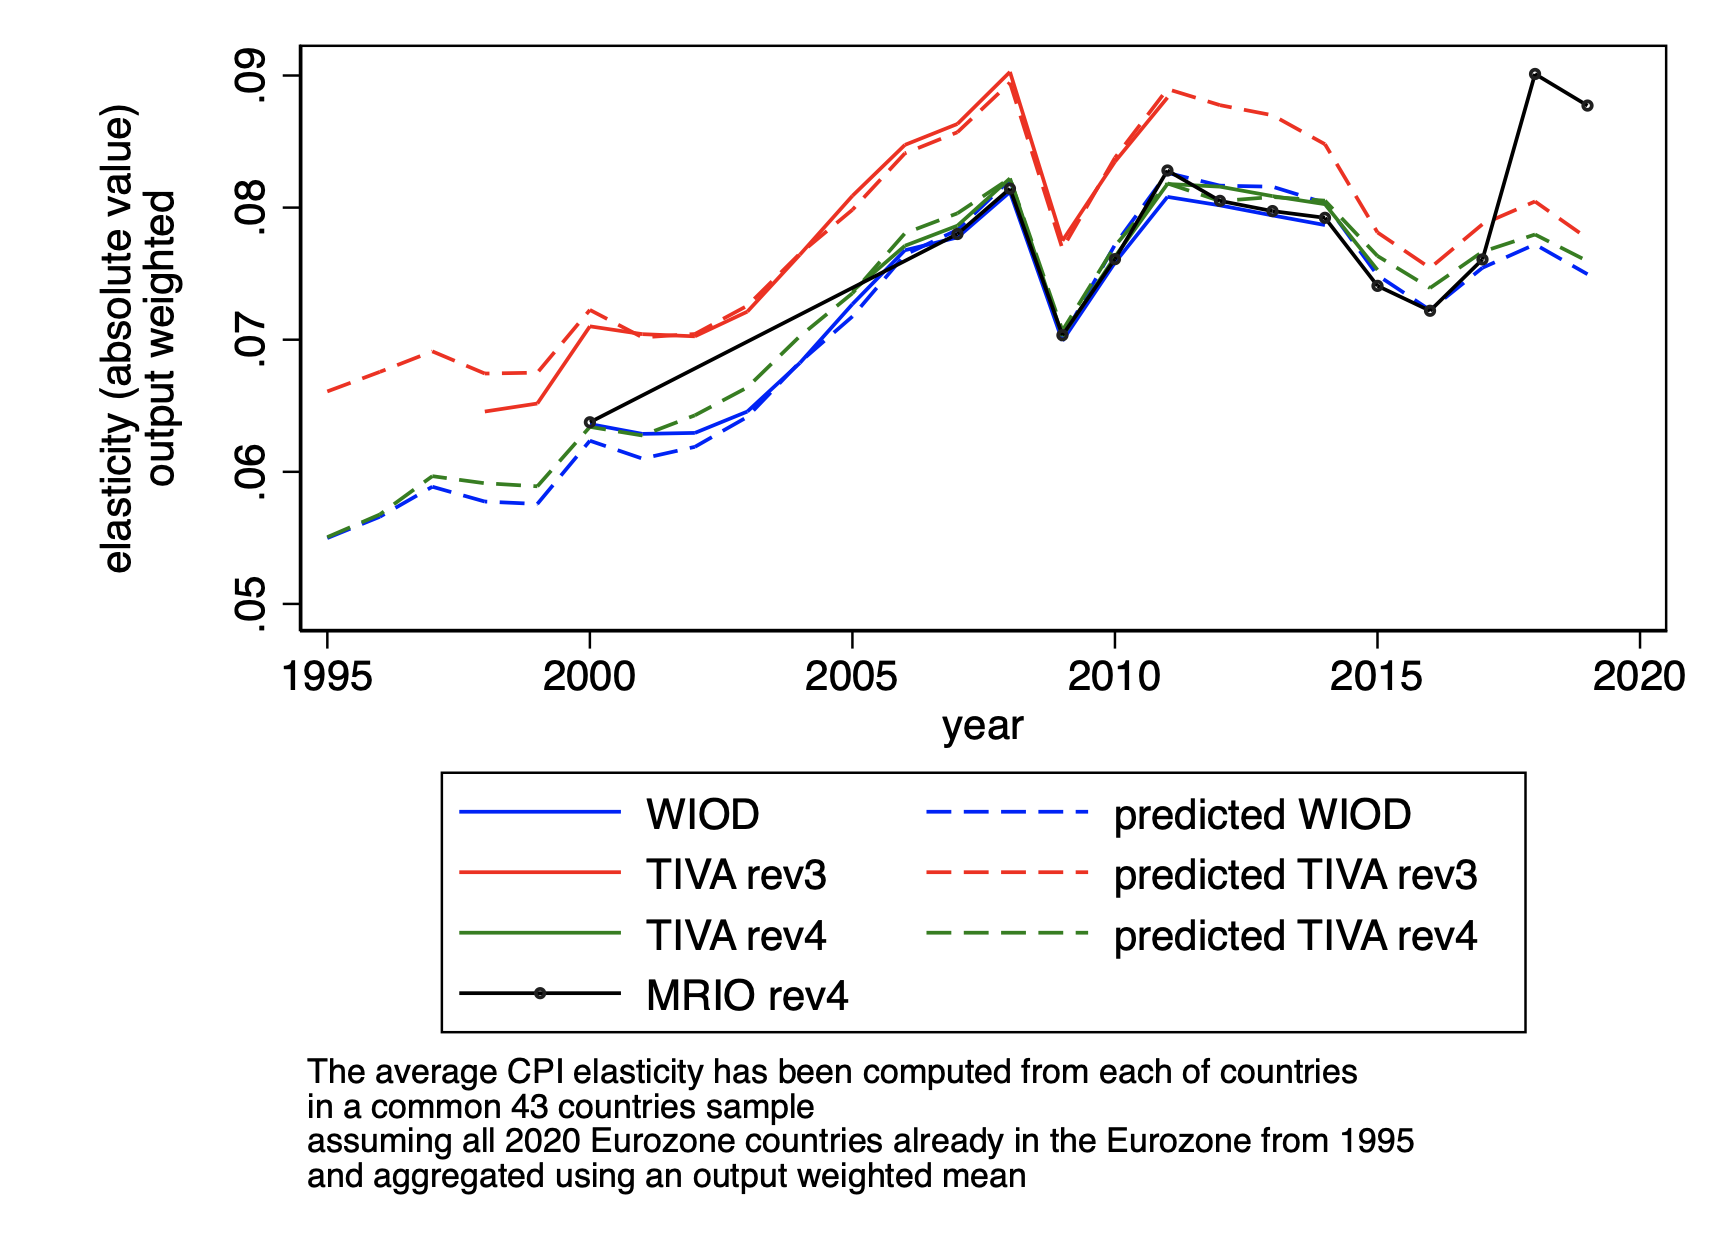 elasticity (absolute value)
output weighted
.09
.08
.07
.06
.05
1995 2000 2005 2010 2015 2020
year
WIOD predicted WIOD
TIVA rev3 predicted TIVA rev3
TIVA rev4 predicted TIVA rev4
MRIO rev4
The average CPI elasticity has been computed from each of countries
in a common 43 countries sample
assuming all 2020 Eurozone countries already in the Eurozone from 1995
and aggregated using an output weighted mean